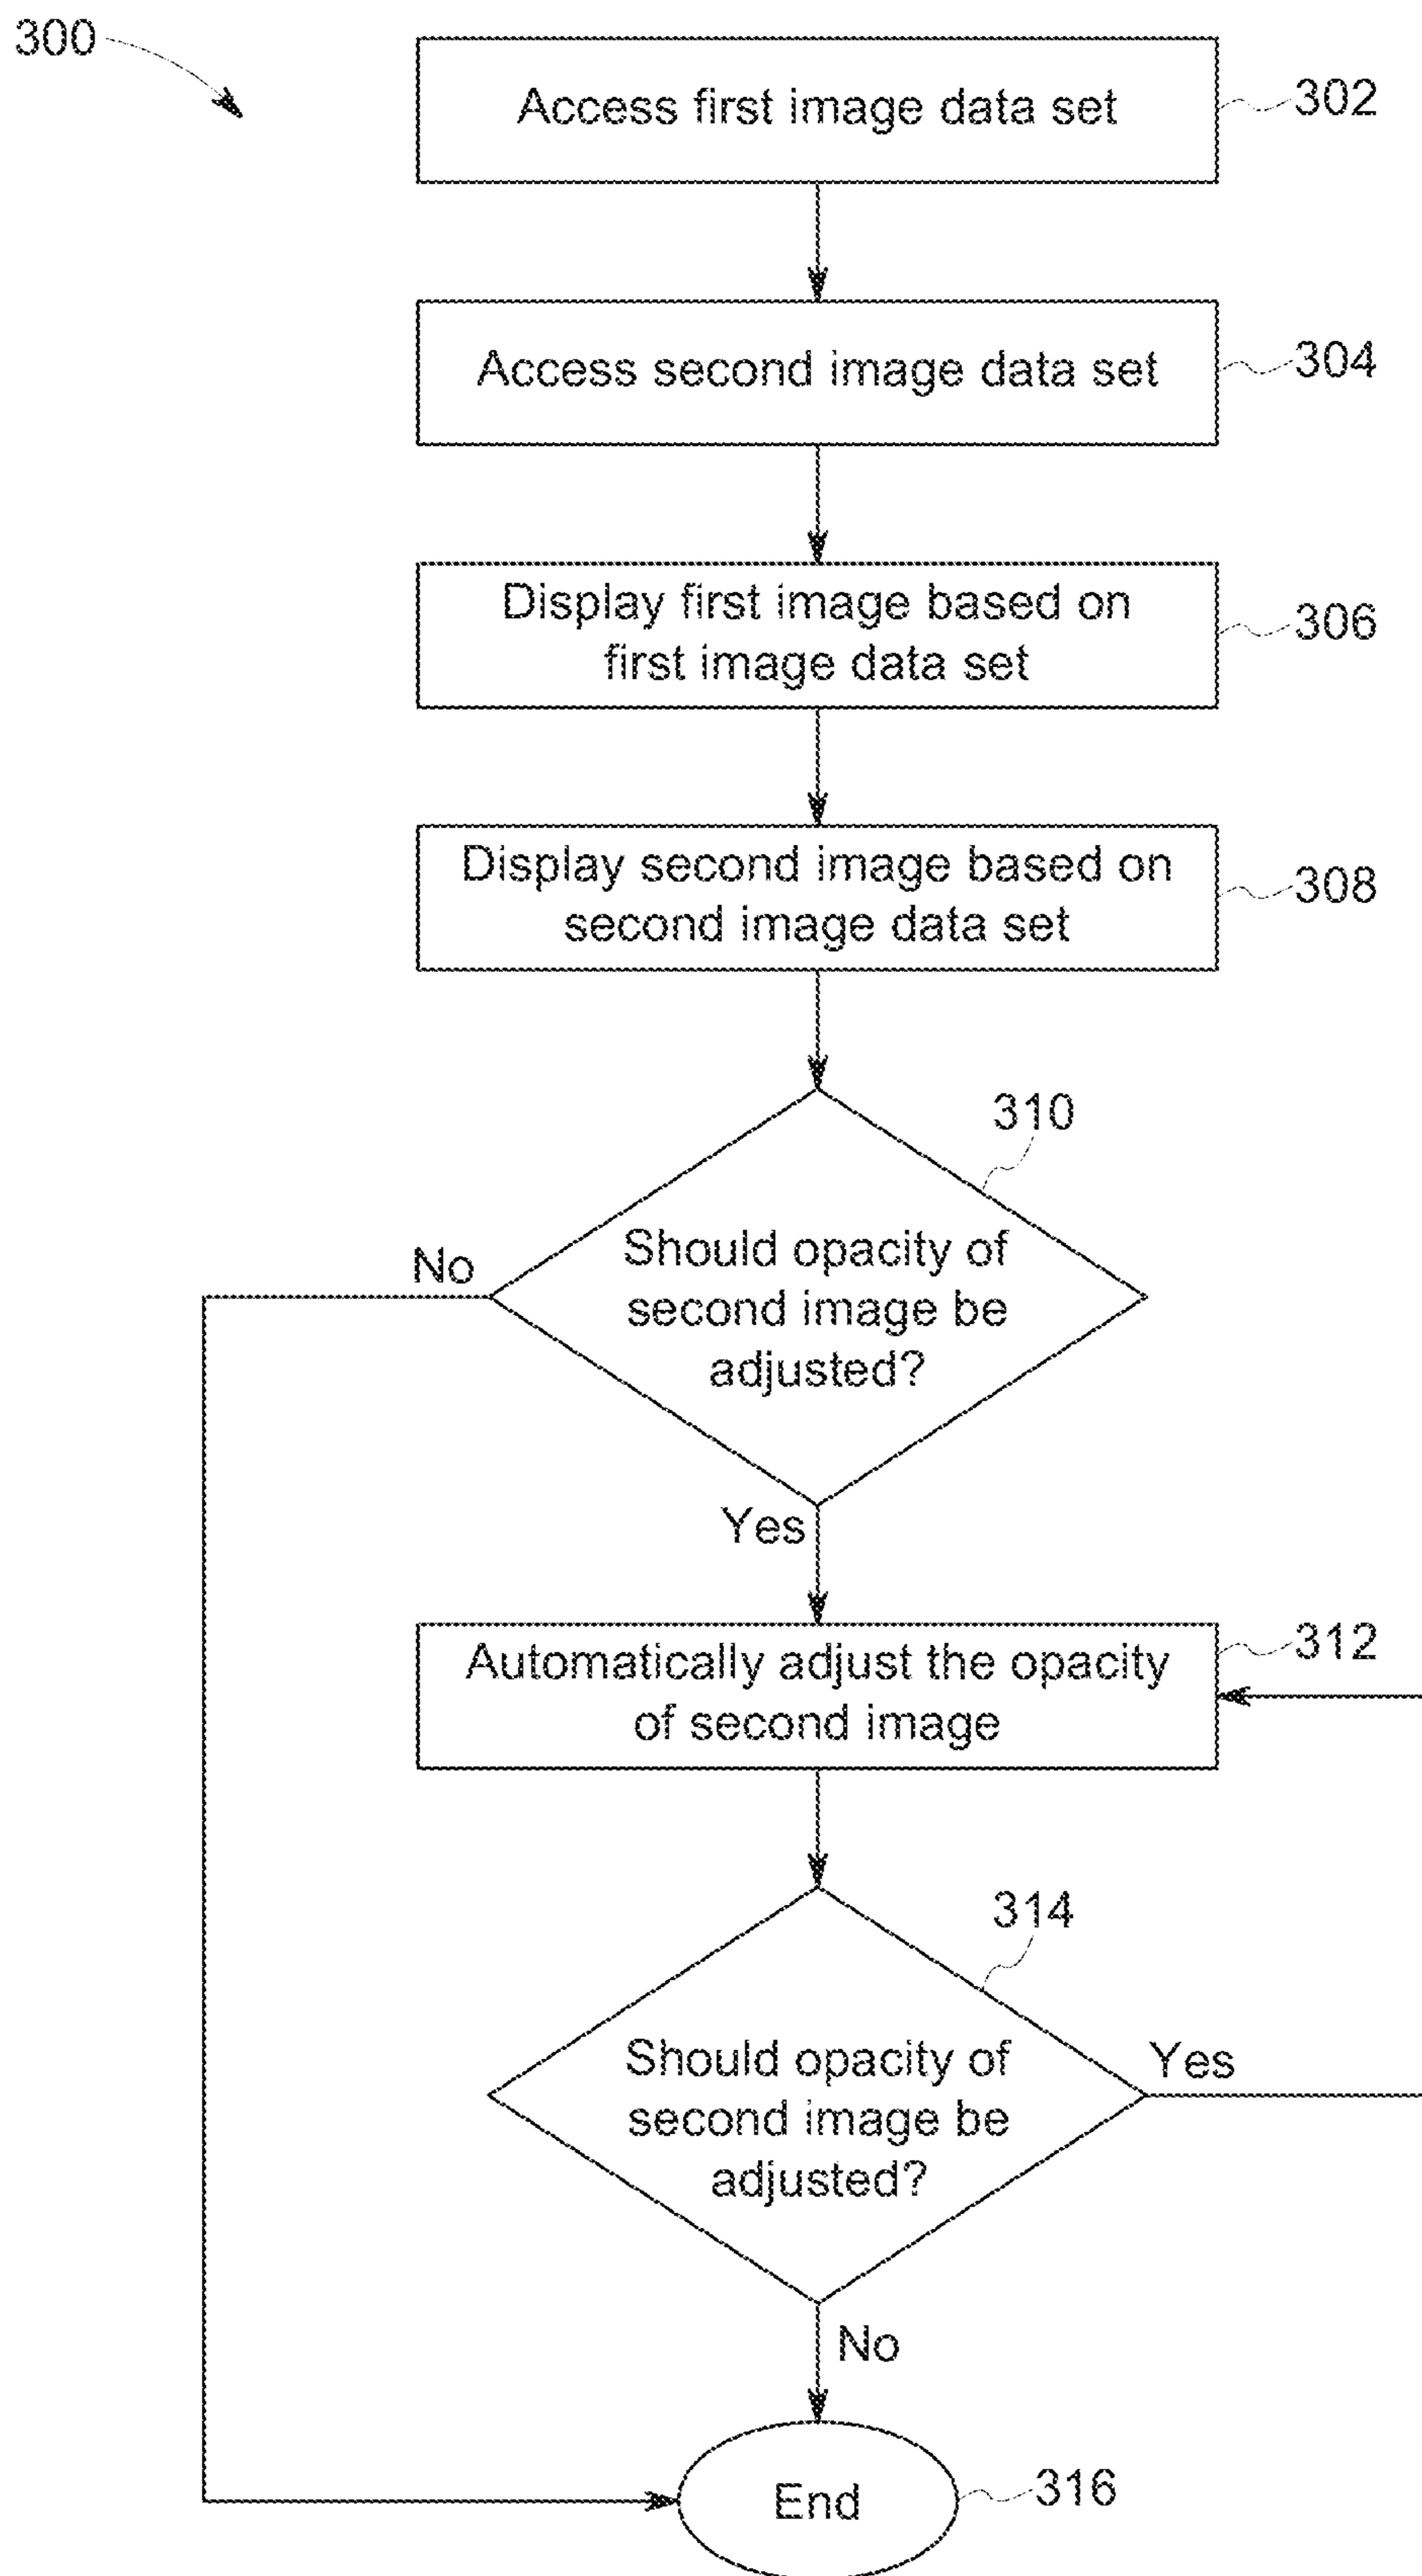 300
Access first image data set
302
Access second image data set
304
Display first image based on
first image data set
306
Display second image based on
second image data set
308
310
Should opacity of
second image be
adjusted?
No
Yes
Automatically adjust the opacity
of second image
312
314
Should opacity of
second image be
adjusted?
Yes
No
End
316